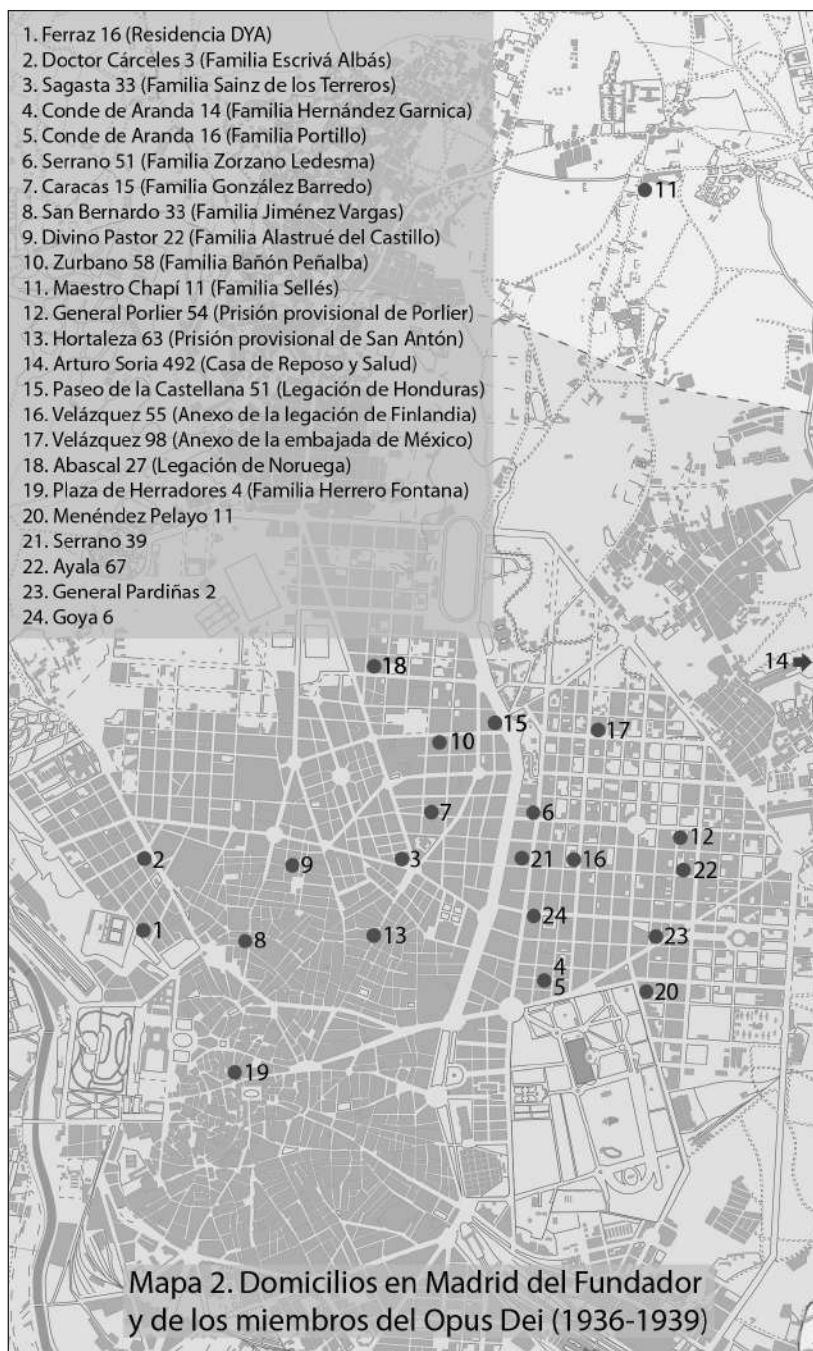 1. Ferraz 16 (Residencia DYA)
2. Doctor Cárceles 3 (Familia Escrivá Albás)
3. Sagasta 33 (Familia Sainz de los Terreros)
4. Conde de Aranda 14 (Familia Hernández Garnica)
5. Conde de Aranda 16 (Familia Portillo)
6. Serrano 51 (Familia Zorzano Ledesma)
7. Caracas 15 (Familia González Barredo)
8. San Bernardo 33 (Familia Jiménez Vargas)
9. Divino Pastor 22 (Familia Alastrué del Castillo)
10. Zurbano 58 (Familia Bañón Peñalba)
11. Maestro Chapí 11 (Familia Sellés)
12. General Porlier 54 (Prisión provisional de Porlier)
13. Hortaleza 63 (Prisión provisional de San Antón)
14. Arturo Soria 492 (Casa de Reposo y Salud)
15. Paseo de la Castellana 51 (Legación de Honduras)
16. Velázquez 55 (Anexo de la legación de Finlandia)
17. Velázquez 98 (Anexo de la embajada de México)
18. Abascal 27 (Legación de Noruega)
19. Plaza de Herradores 4 (Familia Herrero Fontana)
20. Menéndez Pelayo 11
21. Serrano 39
22. Ayala 67
23. General Pardiñas 2
24. Goya 6
11
14
18
15
17
10
7
6
12
2
9
3
21
16
22
24
1
8
13
23
4
5
20
19
Mapa 2. Domicilios en Madrid del Fundador
y de los miembros del Opus Dei (1936-1939)